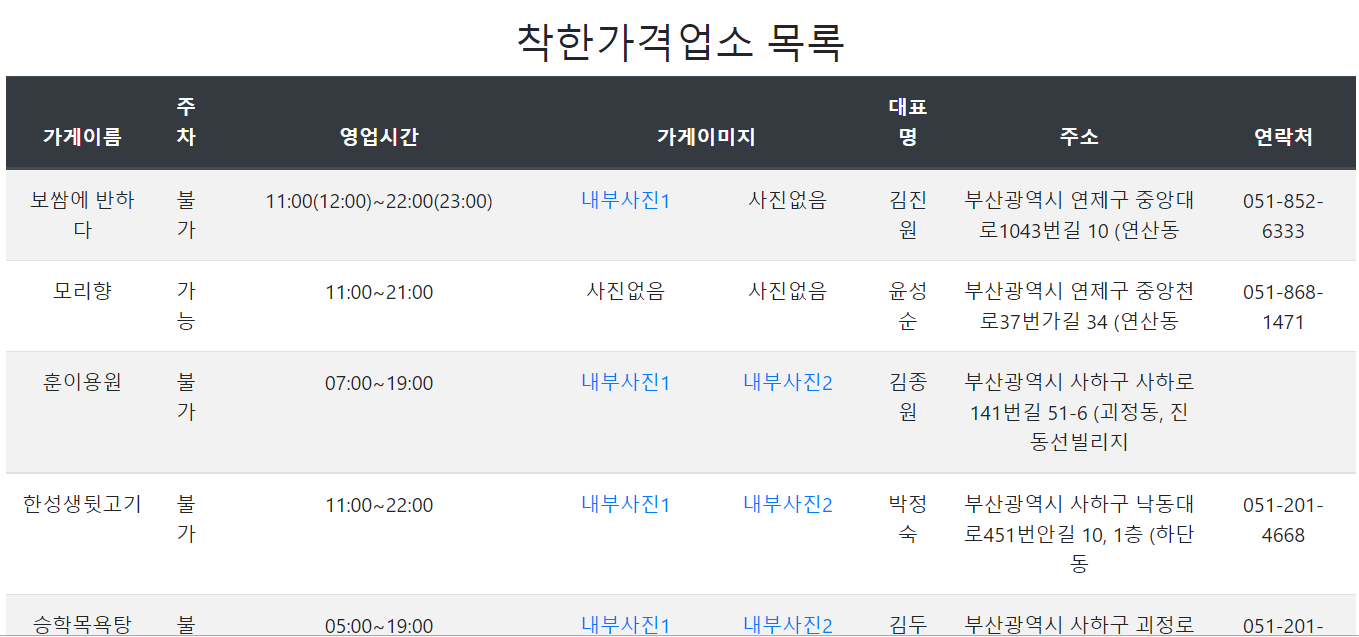 착한가격업소 목록
주 대표
가게이름 차 영업시간 가게이미지 명 주소 연락처
보쌈에 반하 불 11:00(12:00)~22:00(23:00) 내부사진1 사진없음 김진 부산광역시 연제구 중앙대 051-852-
다 가 원 로1043번길 10 (연산동 6333
모리향 가 11:00~21:00 사진없음 사진없음 윤성 부산광역시 연제구 중앙천 051-868-
능 순 로37번가길 34 (연산동 1471
훈이용원 불 07:00~19:00 내부사진1 내부사진2 김종 부산광역시 사하구 사하로
가 원 141번길 51-6 (괴정동, 진
동선빌리지
한성생뒷고기 불 11:00~22:00 내부사진1 내부사진2 박정 부산광역시 사하구 낙동대 051-201-
가 숙 로451번안길 10, 1층 (하단 4668
동
승학목욕탕 불 05:00~19:00 내부사진1 내부사진2 김두 부산광역시 사하구 괴정로 051-201-